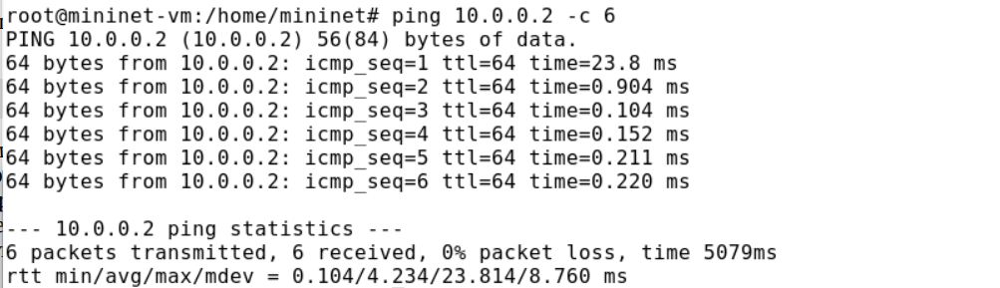 root@mininet-vm:/home/mininet# ping 10.0.0.2 -c 6
PING 10.0.0.2 (10.0.0.2) 56(84) bytes of data.
64 bytes from 10.0.0.2: icmp_seq=1 ttl=64 time=23.8 ms
64 bytes from 10.0.0.2: icmp_seq=2 ttl=64 time=0.904 ms
64 bytes from 10.0.0.2: icmp_seq=3 ttl=64 time=0.104 ms
64 bytes from 10.0.0.2: icmp_seq=4 ttl=64 time=0.152 ms
64 bytes from 10.0.0.2: icmp_seq=5 ttl=64 time=0.211 ms
64 bytes from 10.0.0.2: icmp_seq=6 ttl=64 time=0.220 ms

--- 10.0.0.2 ping statistics ---
6 packets transmitted, 6 received, 0% packet loss, time 5079ms
rtt min/avg/max/mdev = 0.104/4.234/23.814/8.760 ms